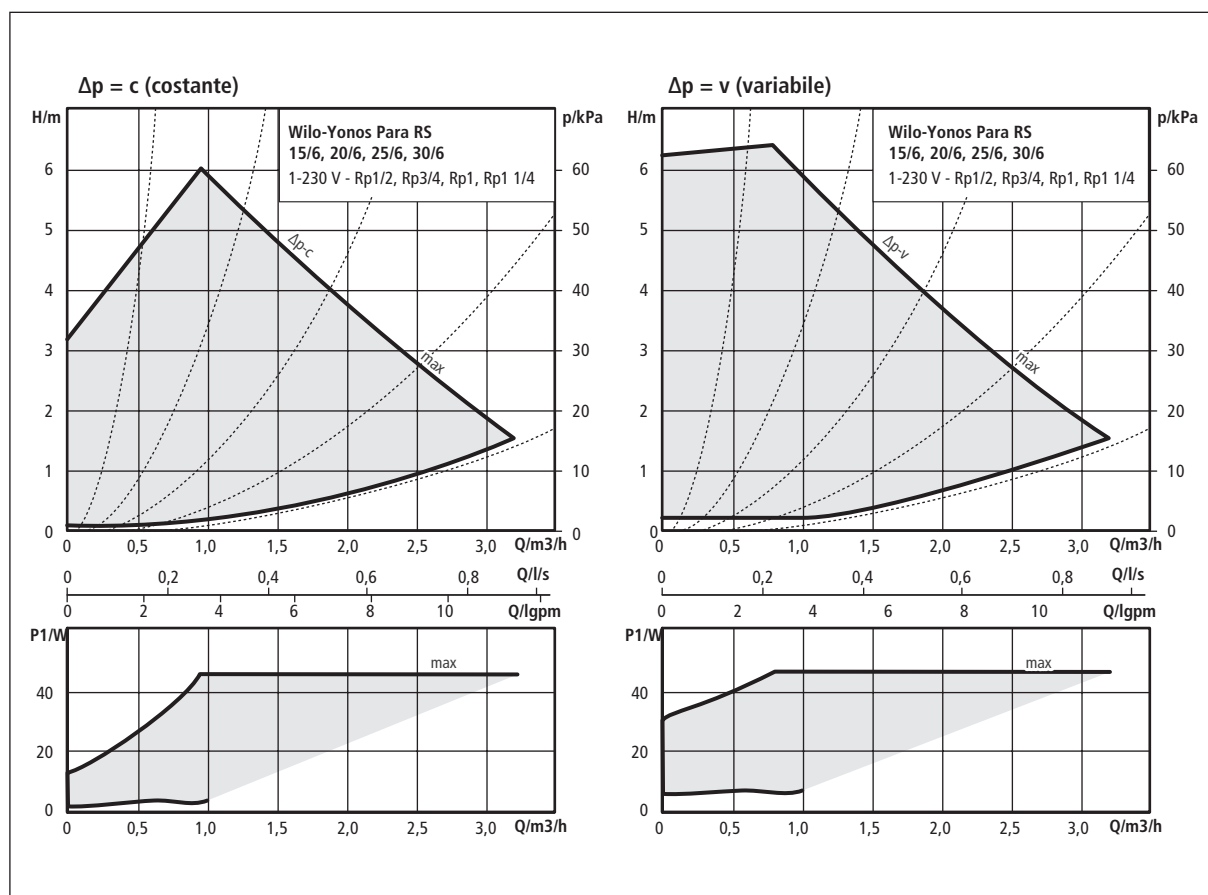 Δp = c (costante)
H/m
p/kPa
Wilo-Yonos Para RS
15/6, 20/6, 25/6, 30/6
1-230 V - Rp1/2, Rp3/4, Rp1, Rp1 1/4
6
60
5
50
Δp-c
4
40
3
30
max
2
20
1
10
0
0
0 0,5 1,0 1,5 2,0 2,5 3,0 Q/m3/h
0 0,2 0,4 0,6 0,8 Q/l/s
0 2 4 6 8 10 Q/lgpm
P1/W
max
40
20
0
0 0,5 1,0 1,5 2,0 2,5 3,0 Q/m3/h
Δp = v (variabile)
H/m
p/kPa
Wilo-Yonos Para RS
15/6, 20/6, 25/6, 30/6
1-230 V - Rp1/2, Rp3/4, Rp1, Rp1 1/4
6
60
5
50
Δp-v
4
40
3
30
max
2
20
1
10
0
0
0 0,5 1,0 1,5 2,0 2,5 3,0 Q/m3/h
0 0,2 0,4 0,6 0,8 Q/l/s
0 2 4 6 8 10 Q/lgpm
P1/W
max
40
20
0
0 0,5 1,0 1,5 2,0 2,5 3,0 Q/m3/h